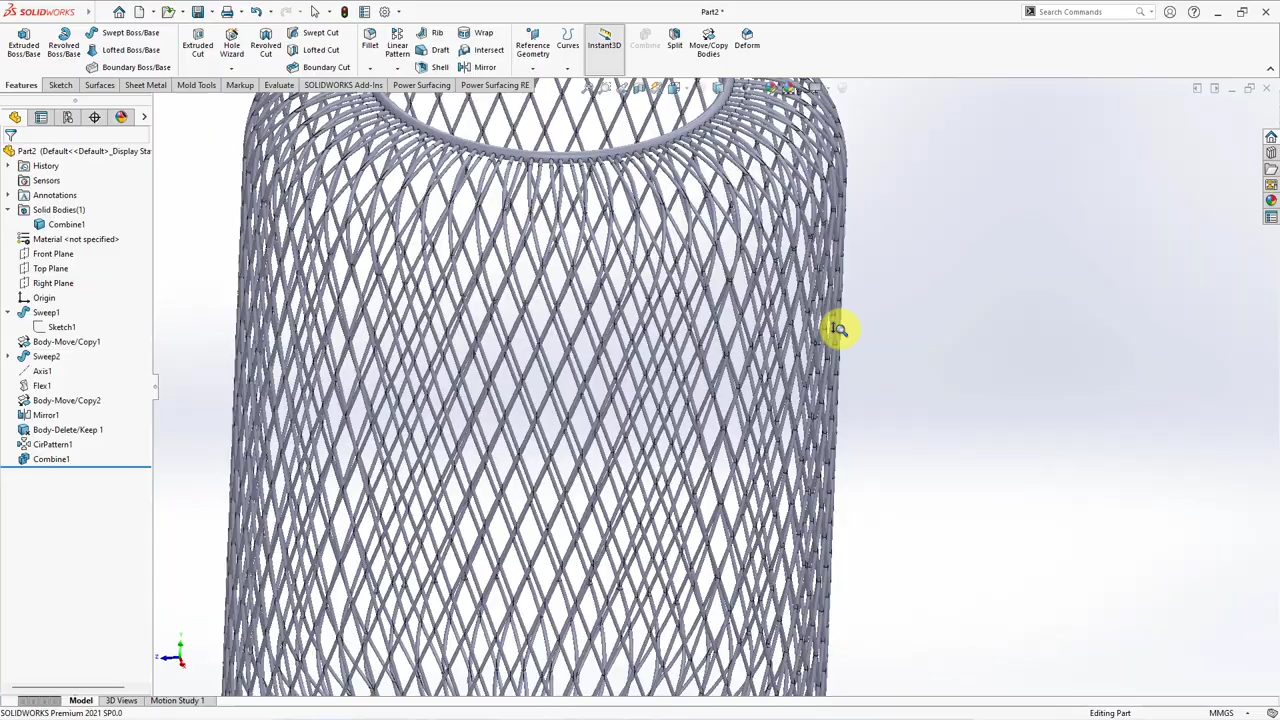 SOLIDWORKS
Part2 *
Search Commands
Extruded Boss/Base
Revolved Boss/Base
Swept Boss/Base
Lofted Boss/Base
Boundary Boss/Base
Extruded Cut
Hole Wizard
Revolved Cut
Swept Cut
Lofted Cut
Boundary Cut
Fillet
Linear Pattern
Rib
Draft
Shell
Wrap
Intersect
Mirror
Reference Geometry
Curves
Instant3D
Combine
Split
Move/Copy Bodies
Deform
Features
Sketch
Surfaces
Sheet Metal
Mold Tools
Markup
Evaluate
SOLIDWORKS Add-Ins
Power Surfacing
Power Surfacing RE
Part2 (Default<<Default>_Display Sta
History
Sensors
Annotations
Solid Bodies(1)
Combine1
Material <not specified>
Front Plane
Top Plane
Right Plane
Origin
Sweep1
Sketch1
Body-Move/Copy1
Sweep2
Axis1
Flex1
Body-Move/Copy2
Mirror1
Body-Delete/Keep 1
CirPattern1
Combine1
Y
Z
Model
3D Views
Motion Study 1
SOLIDWORKS Premium 2021 SP0.0
Editing Part
MMGS